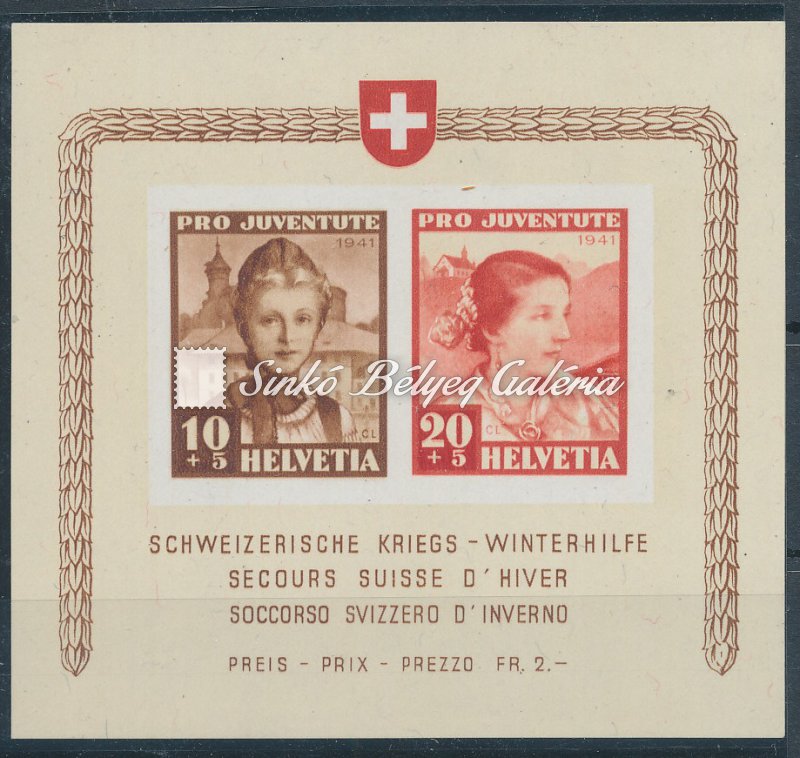 PRO JUVENTUTE
1941
10
+5
HELVETIA
CL
PRO JUVENTUTE
1941
20
+5
HELVETIA
CL
Sinkó Bélyeg Galéria
SCHWEIZERISCHE KRIEGS - WINTERHILFE
SECOURS SUISSE D'HIVER
SOCCORSO SVIZZERO D'INVERNO
PREIS - PRIX - PREZZO FR. 2.-